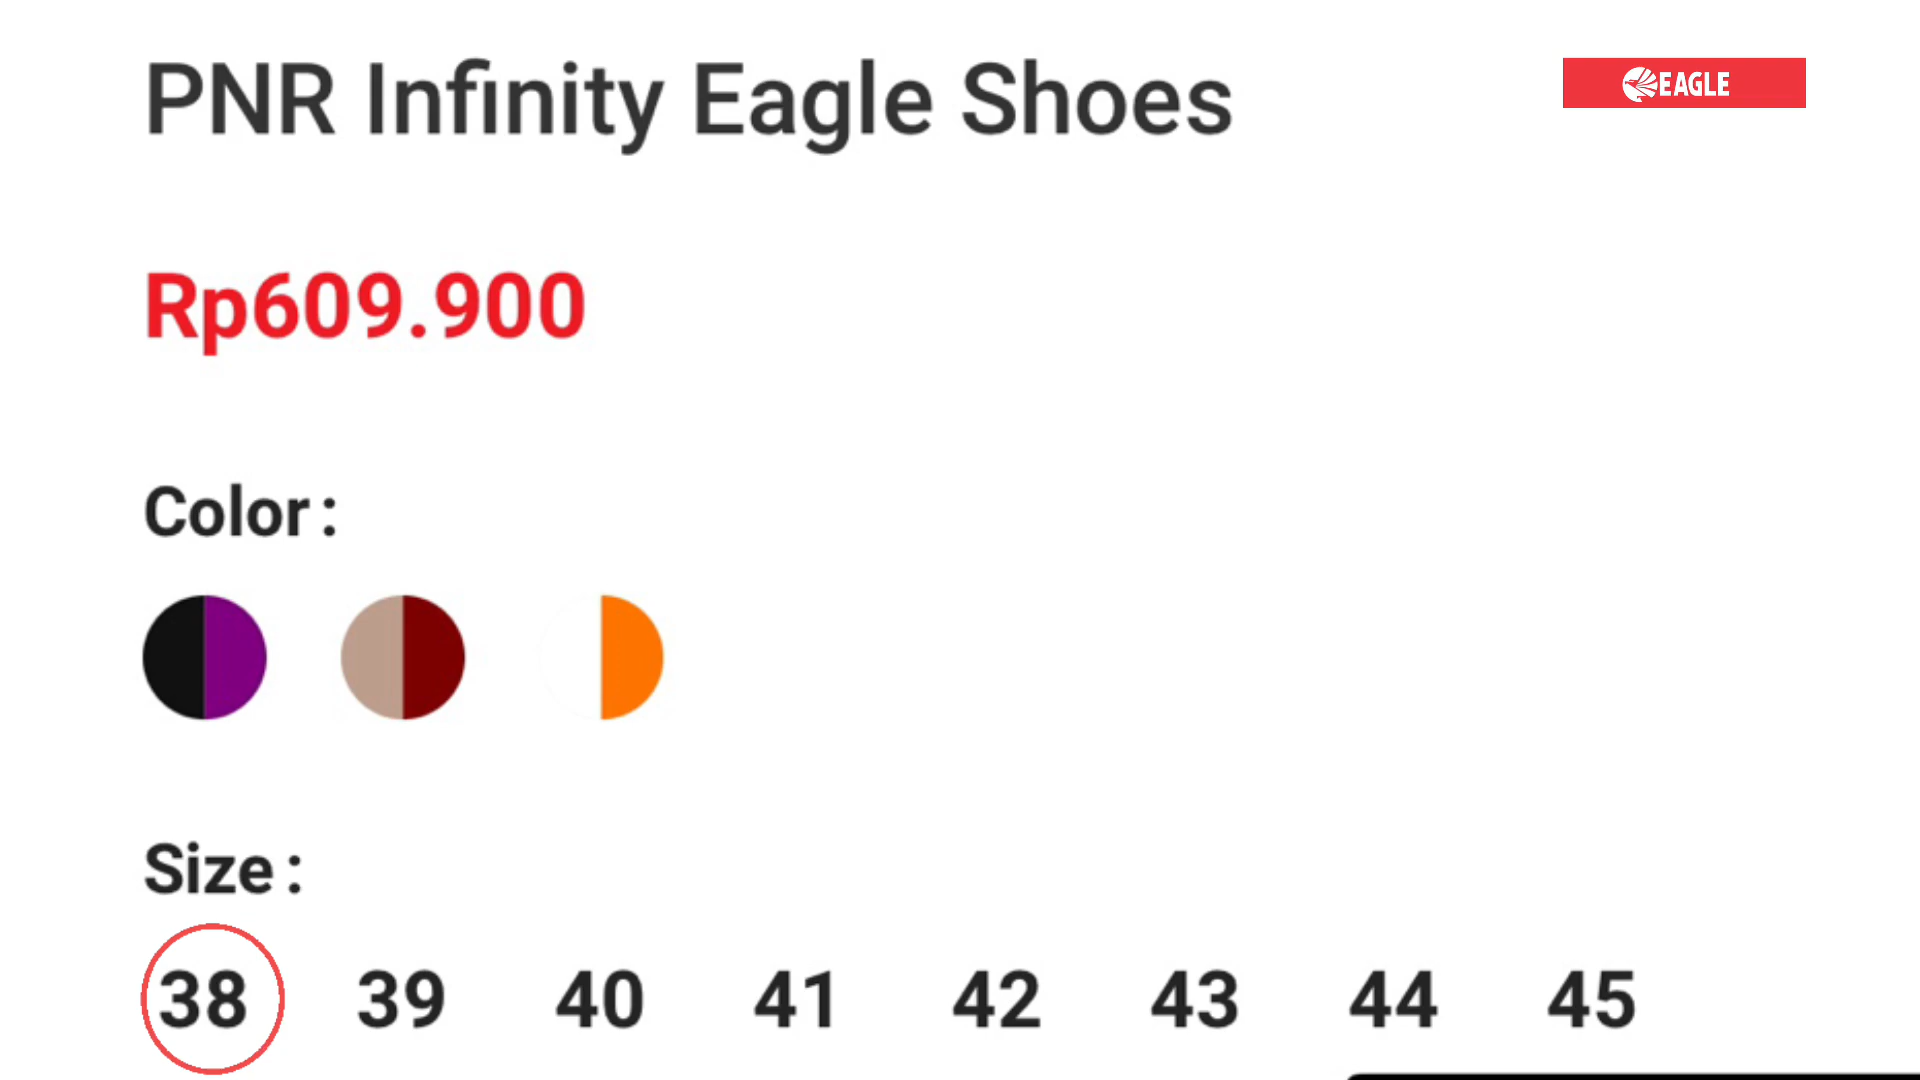 PNR Infinity Eagle Shoes
EAGLE
Rp609.900
Color :
Size :
38 39 40 41 42 43 44 45